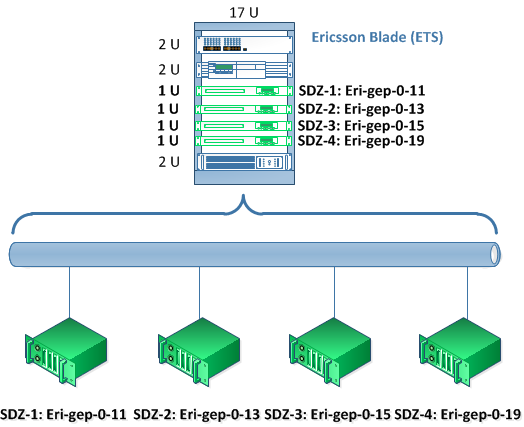 17 U
Ericsson Blade (ETS)
2 U
2 U
1 U SDZ-1: Eri-gep-0-11
1 U SDZ-2: Eri-gep-0-13
1 U SDZ-3: Eri-gep-0-15
1 U SDZ-4: Eri-gep-0-19
2 U
SDZ-1: Eri-gep-0-11 SDZ-2: Eri-gep-0-13 SDZ-3: Eri-gep-0-15 SDZ-4: Eri-gep-0-19